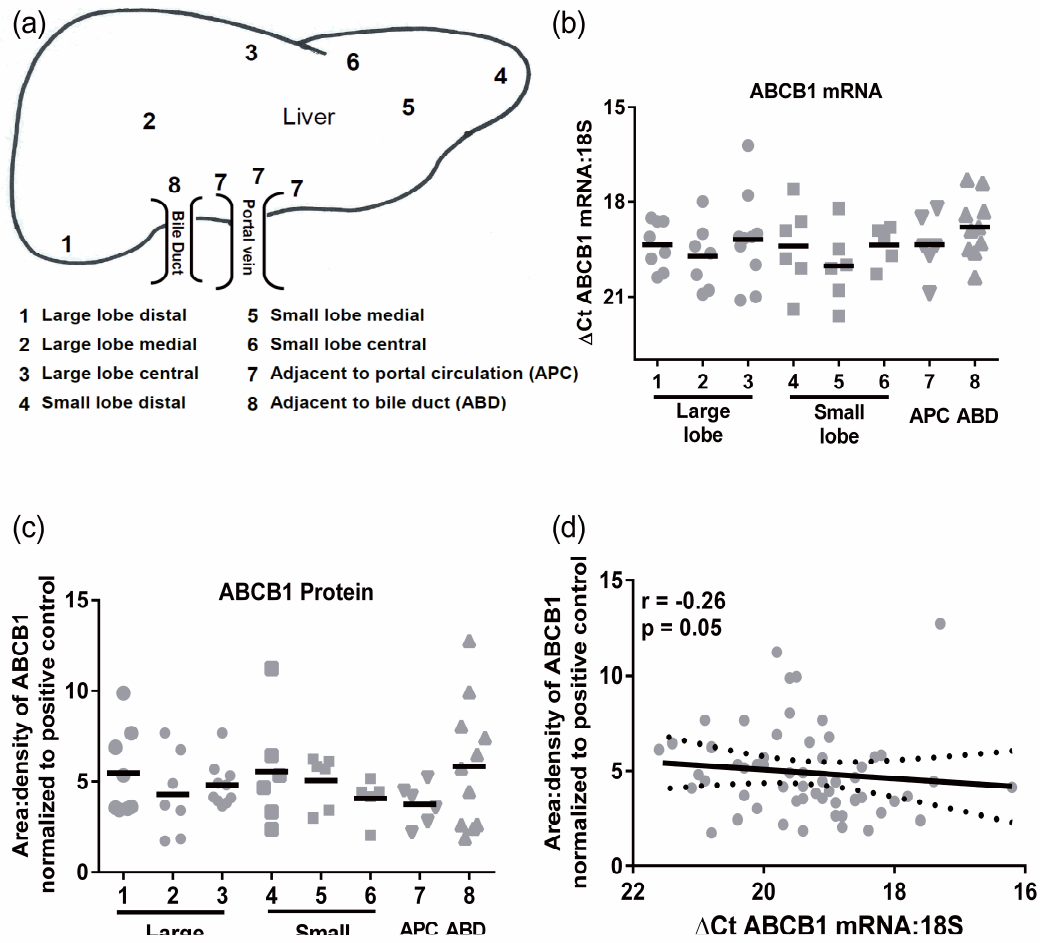 (a)
3
6
4
5
2
Liver
8
7
7
7
Bile Duct
Portal vein
1
1 Large lobe distal
2 Large lobe medial
3 Large lobe central
4 Small lobe distal
5 Small lobe medial
6 Small lobe central
7 Adjacent to portal circulation (APC)
8 Adjacent to bile duct (ABD)
(b)
ABCB1 mRNA
ΔCt ABCB1 mRNA:18S
15
18
21
1 2 3 4 5 6 7 8
Large
lobe
Small
lobe
APC ABD
(c)
ABCB1 Protein
Area:density of ABCB1
normalized to positive control
15
10
5
0
1 2 3 4 5 6 7 8
Large
Small
APC ABD
(d)
Area:density of ABCB1
normalized to positive control
15
10
5
0
r = -0.26
p = 0.05
22 20 18 16
ΔCt ABCB1 mRNA:18S